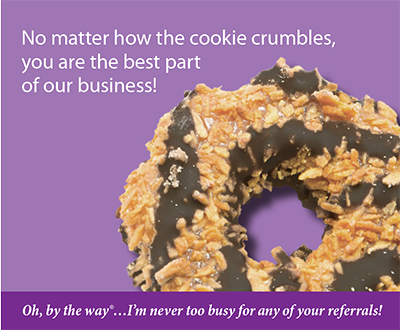 No matter how the cookie crumbles,
you are the best part
of our business!
Oh, by the way®...I'm never too busy for any of your referrals!